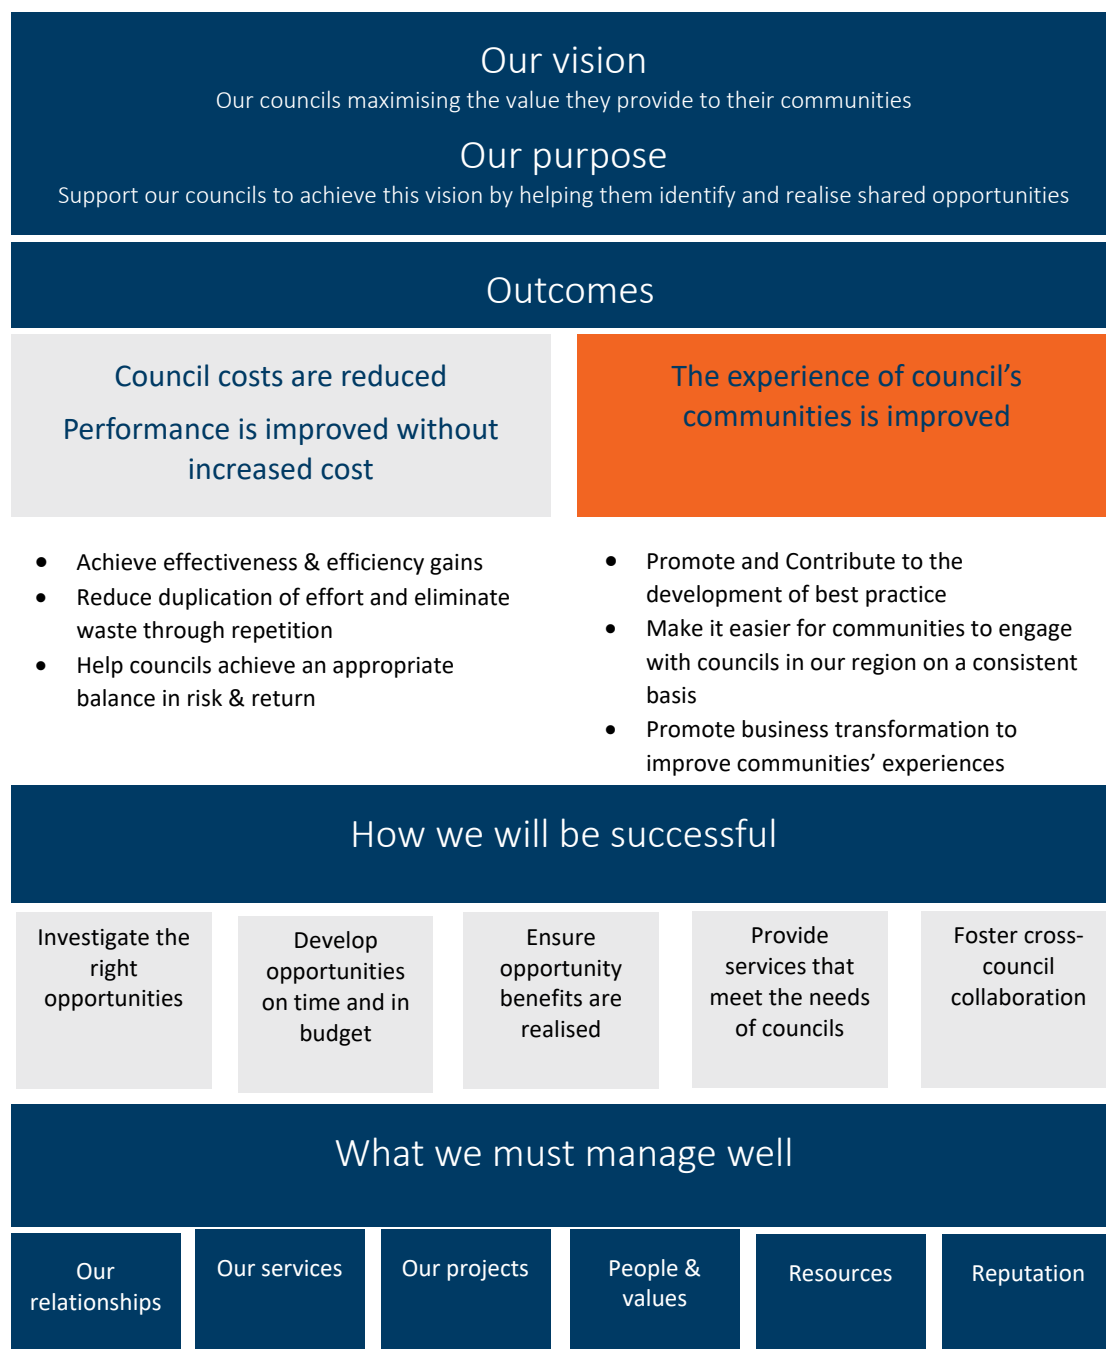 Our vision
Our councils maximising the value they provide to their communities
Our purpose
Support our councils to achieve this vision by helping them identify and realise shared opportunities
Outcomes
Council costs are reduced
Performance is improved without
increased cost
The experience of council’s
communities is improved
• Achieve effectiveness & efficiency gains
• Reduce duplication of effort and eliminate
waste through repetition
• Help councils achieve an appropriate
balance in risk & return
• Promote and Contribute to the
development of best practice
• Make it easier for communities to engage
with councils in our region on a consistent
basis
• Promote business transformation to
improve communities’ experiences
How we will be successful
Investigate the
right
opportunities
Develop
opportunities
on time and in
budget
Ensure
opportunity
benefits are
realised
Provide
services that
meet the needs
of councils
Foster cross-
council
collaboration
What we must manage well
Our
relationships
Our services
Our projects
People &
values
Resources
Reputation